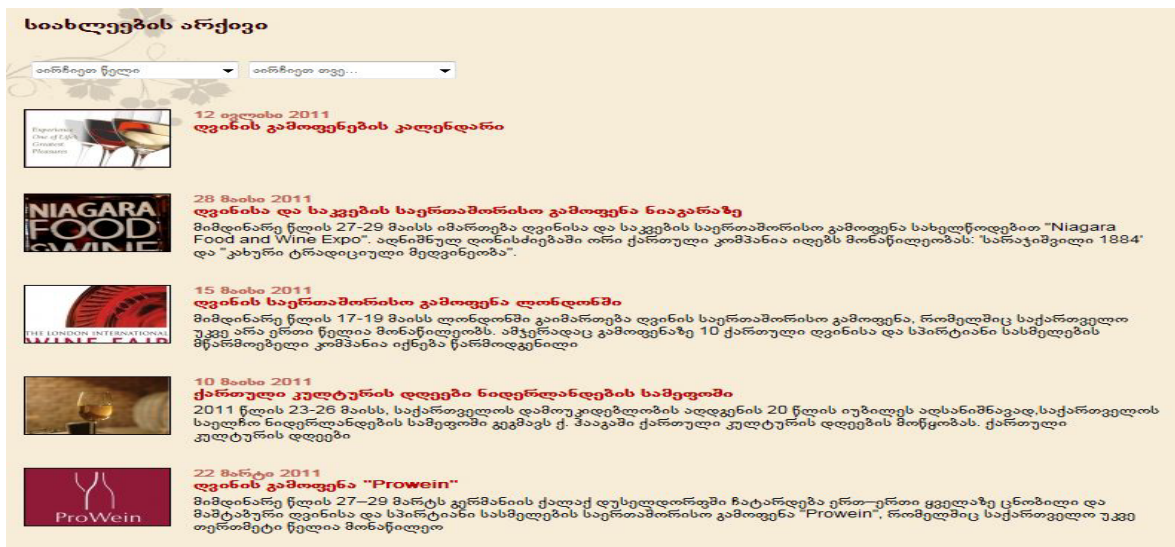 სიახლეების არქივი
აირჩიეთ წელი
აირჩიეთ თვე...
Experience
One of Life's
Greatest
Pleasures
12 ივლისი 2011
ღვინის გამოფენების კალენდარი
NIAGARA
FOOD
WINE
28 მაისი 2011
ღვინისა და საკვების საერთაშორისო გამოფენა ნიაგარაზე
მიმდინარე წლის 27-29 მაისს იმართება ღვინისა და საკვების საერთაშორისო გამოფენა სახელწოდებით "Niagara
Food and Wine Expo". აღნიშნულ ღონისძიებაში ორი ქართული კომპანია იღებს მონაწილეობას: 'სარაჯიშვილი 1884'
და "კახური ტრადიციული მეღვინეობა".
THE LONDON INTERNATIONAL
WINE FAIR
15 მაისი 2011
ღვინის საერთაშორისო გამოფენა ლონდონში
მიმდინარე წლის 17-19 მაისს ლონდონში გაიმართება ღვინის საერთაშორისო გამოფენა, რომელშიც საქართველო
უკვე არა ერთი წელია მონაწილეობს. ამჯერადაც გამოფენაზე 10 ქართული ღვინისა და სპირტიანი სასმელების
მწარმოებელი კომპანია იქნება წარმოდგენილი
10 მაისი 2011
ქართული კულტურის დღეები ნიდერლანდების სამეფოში
2011 წლის 23-26 მაისს, საქართველოს დამოუკიდებლობის აღდგენის 20 წლის იუბილეს აღსანიშნავად,საქართველოს
საელჩო ნიდერლანდების სამეფოში გეგმავს ქ. ჰააგაში ქართული კულტურის დღეების მოწყობას. ქართული
კულტურის დღეები
ProWein
22 მარტი 2011
ღვინის გამოფენა "Prowein"
მიმდინარე წლის 27–29 მარტს გერმანიის ქალაქ დუსელდორფში ჩატარდება ერთ–ერთი ყველაზე ცნობილი და
მაშტაბური ღვინისა და სპირტიანი სასმელების საერთაშორისო გამოფენა "Prowein", რომელშიც საქართველო უკვე
თერთმეტი წელია მონაწილეო